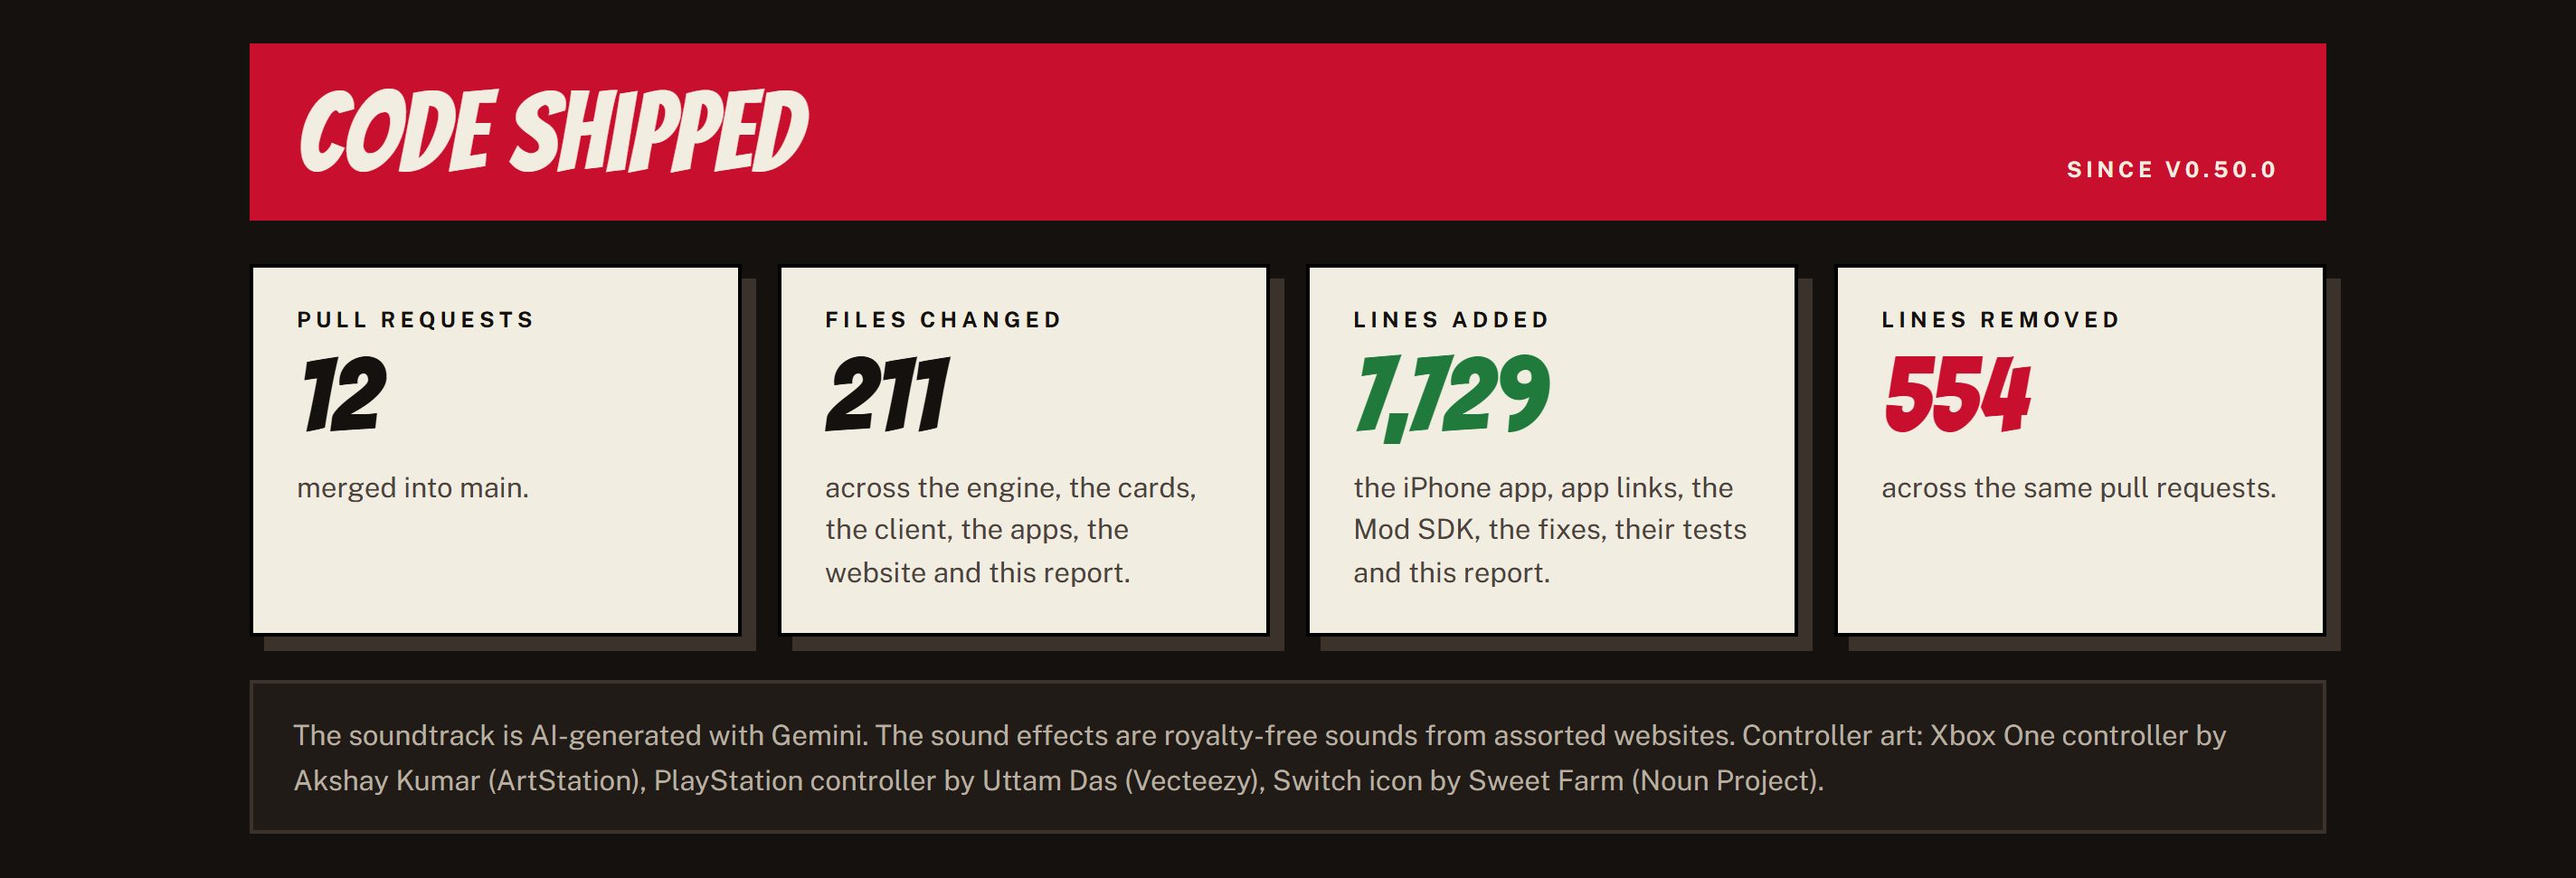 CODE SHIPPED
SINCE V0.50.0
PULL REQUESTS
12
merged into main.
FILES CHANGED
211
across the engine, the cards,
the client, the apps, the
website and this report.
LINES ADDED
7,729
the iPhone app, app links, the
Mod SDK, the fixes, their tests
and this report.
LINES REMOVED
554
across the same pull requests.
The soundtrack is AI-generated with Gemini. The sound effects are royalty-free sounds from assorted websites. Controller art: Xbox One controller by
Akshay Kumar (ArtStation), PlayStation controller by Uttam Das (Vecteezy), Switch icon by Sweet Farm (Noun Project).